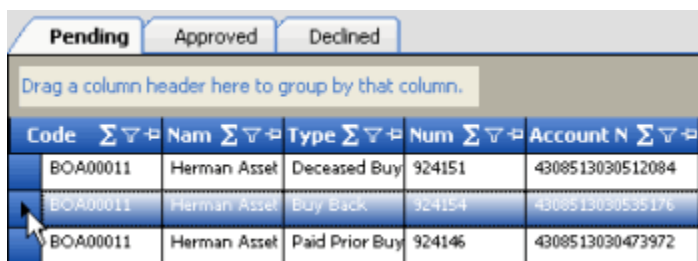 Pending Approved Declined
Drag a column header here to group by that column.
Code Σ Nam Σ Type Σ Num Σ Account N Σ
BOA00011 Herman Asset Deceased Buy 924151 4308513030512084
BOA00011 Herman Asset Buy Back 924154 4308513030535176
BOA00011 Herman Asset Paid Prior Buy 924146 4308513030473972